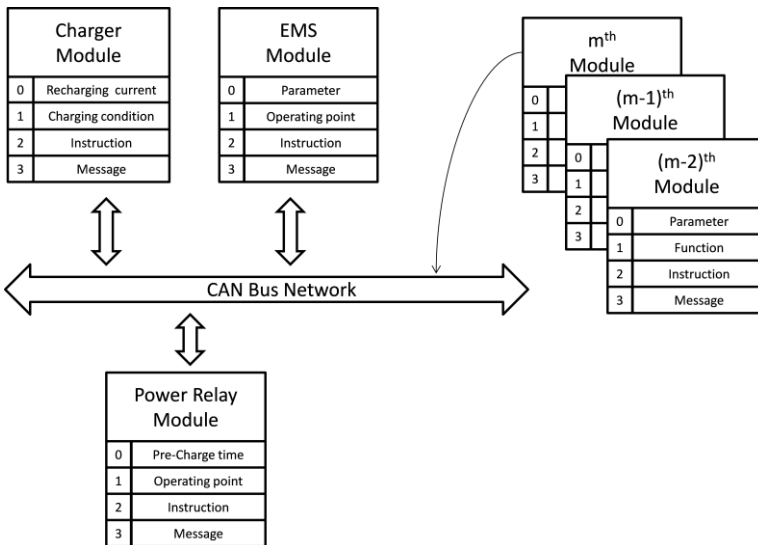 Charger
Module
0 Recharging current
1 Charging condition
2 Instruction
3 Message
EMS
Module
0 Parameter
1 Operating point
2 Instruction
3 Message
mth
Module
0
1
2
3
(m-1)th
Module
0
1
2
3
(m-2)th
Module
0 Parameter
1 Function
2 Instruction
3 Message
CAN Bus Network
Power Relay
Module
0 Pre-Charge time
1 Operating point
2 Instruction
3 Message